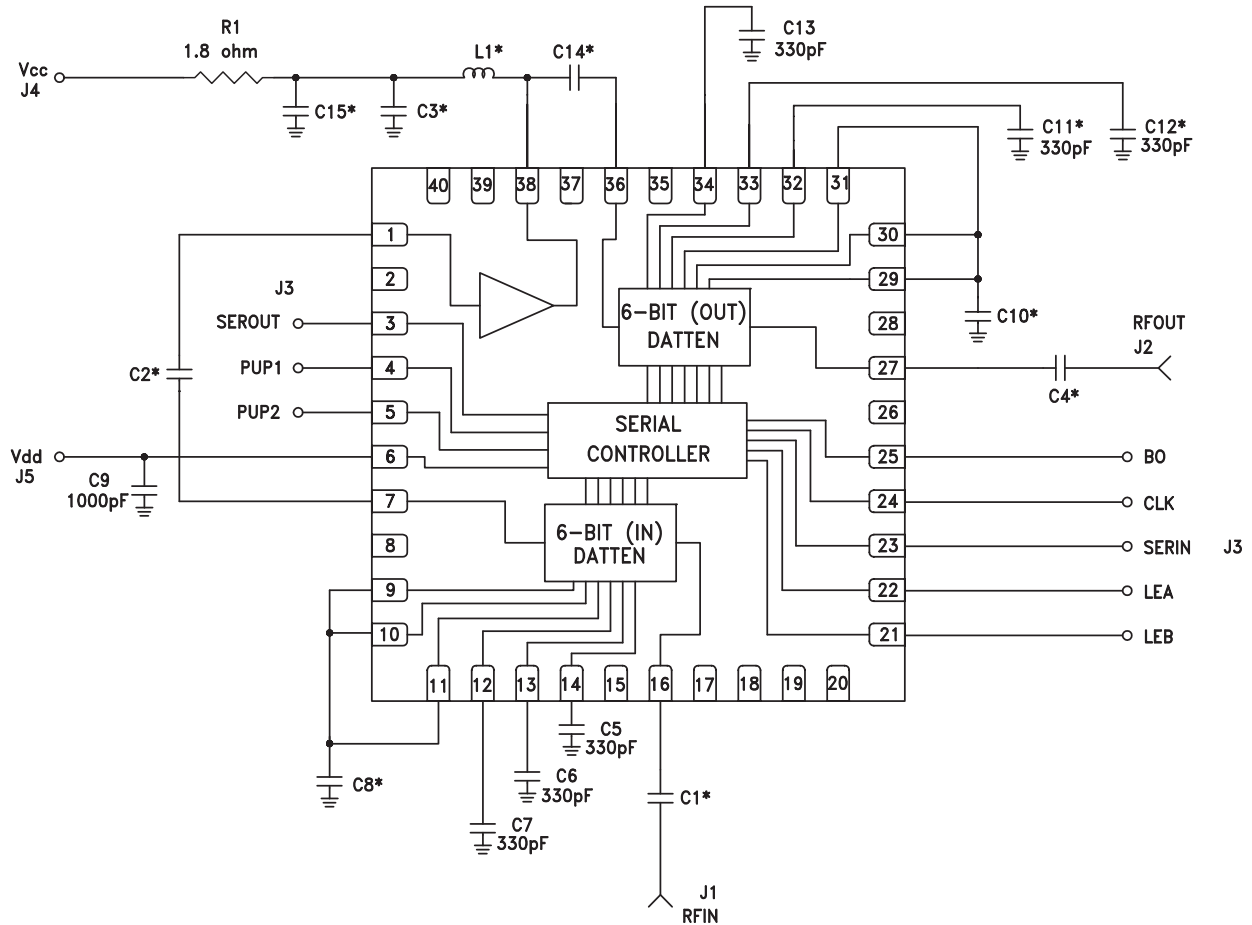 R1
1.8 ohm
Vcc
J4
C15*
C3*
L1*
C14*
C13
330pF
C11*
330pF
C12*
330pF
40
39
38
37
36
35
34
33
32
31
1
2
3
4
5
6
7
8
9
10
30
29
28
27
26
25
24
23
22
21
11
12
13
14
15
16
17
18
19
20
J3
SEROUT
PUP1
PUP2
C2*
Vdd
J5
C9
1000pF
6-BIT (OUT)
DATTEN
SERIAL
CONTROLLER
6-BIT (IN)
DATTEN
C10*
RFOUT
J2
C4*
BO
CLK
SERIN
J3
LEA
LEB
C8*
C7
330pF
C6
330pF
C5
330pF
C1*
J1
RFIN